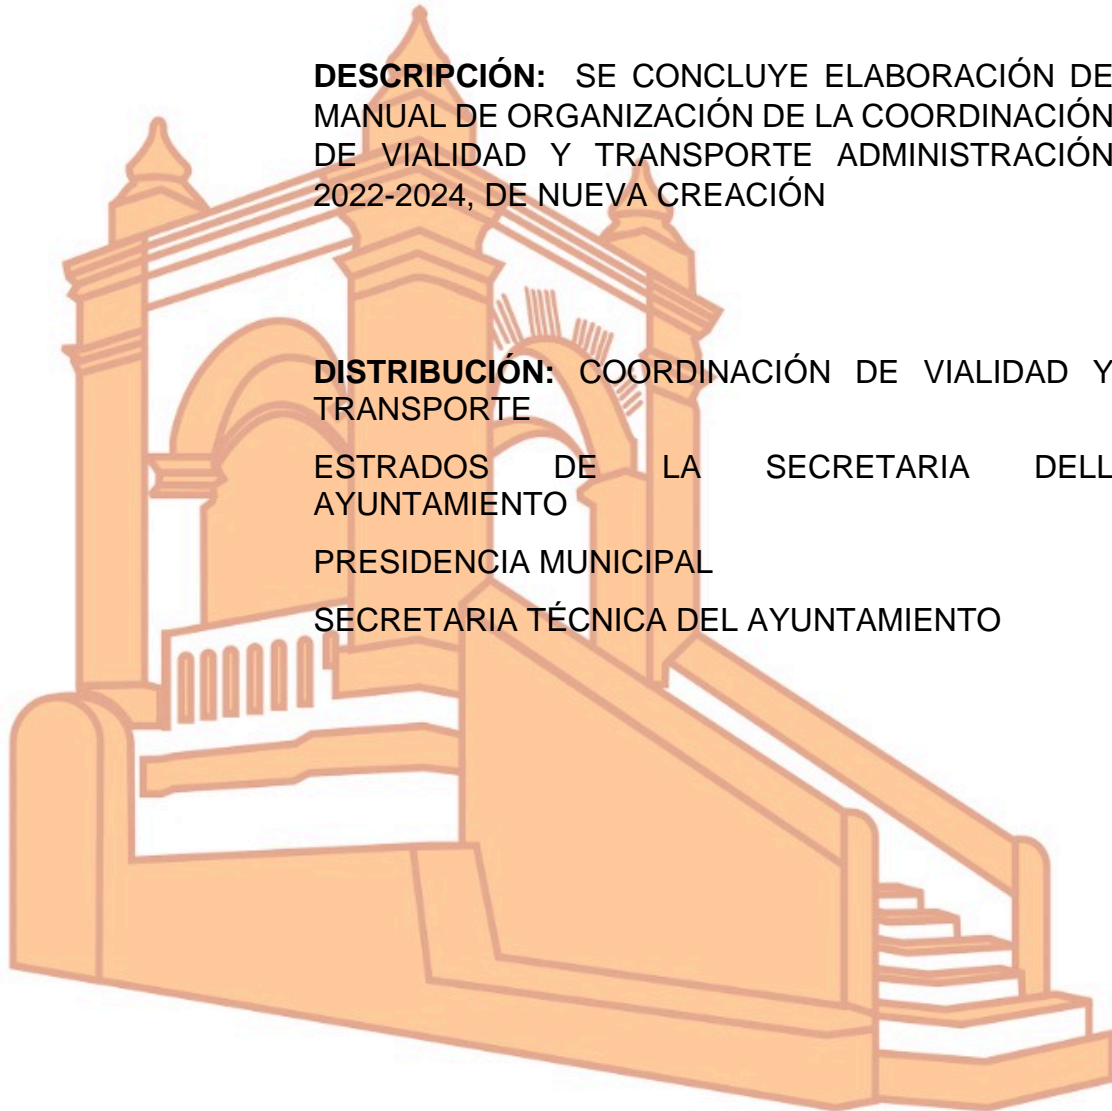 DESCRIPCIÓN: SE CONCLUYE ELABORACIÓN DE
MANUAL DE ORGANIZACIÓN DE LA COORDINACIÓN
DE VIALIDAD Y TRANSPORTE ADMINISTRACIÓN
2022-2024, DE NUEVA CREACIÓN
DISTRIBUCIÓN: COORDINACIÓN DE VIALIDAD Y
TRANSPORTE
ESTRADOS DE LA SECRETARIA DELL
AYUNTAMIENTO
PRESIDENCIA MUNICIPAL
SECRETARIA TÉCNICA DEL AYUNTAMIENTO